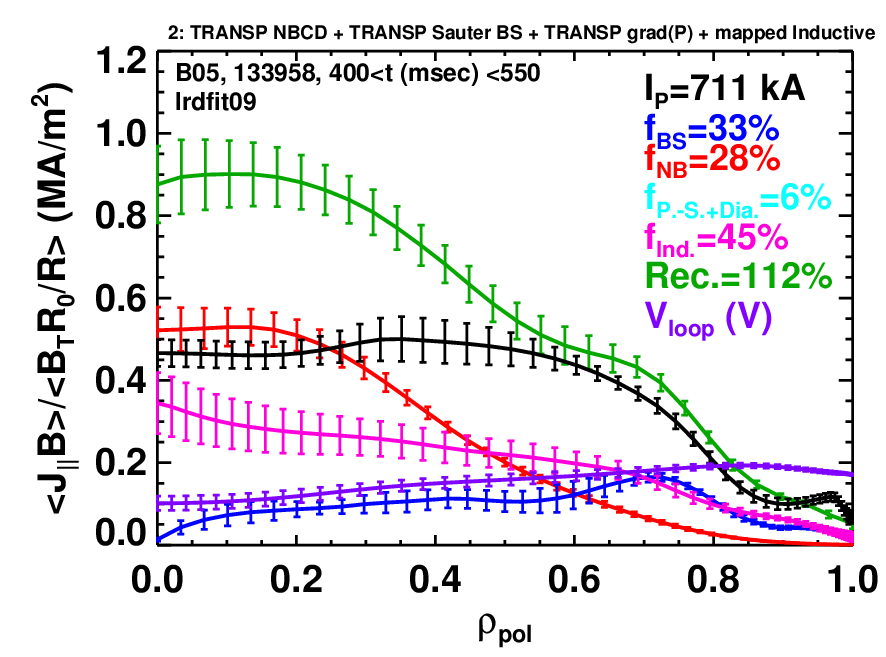 2: TRANSP NBCD + TRANSP Sauter BS + TRANSP grad(P) + mapped Inductive
B05, 133958, 400<t (msec) <550
lrdfit09
I_P=711 kA
f_BS=33%
f_NB=28%
f_P.-S.+Dia.=6%
f_Ind.=45%
Rec.=112%
V_loop (V)
<J_||B>/<B_TR_0/R> (MA/m^2)
1.2
1.0
0.8
0.6
0.4
0.2
0.0
0.0 0.2 0.4 0.6 0.8 1.0
ρ_pol